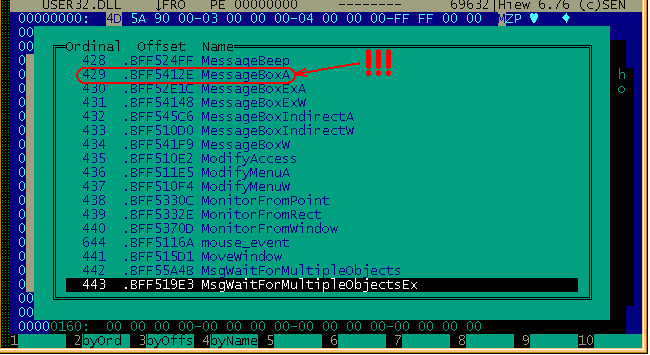 USER32.DLL ↓FRO PE 00000000 -------- 69632|Hiew 6.76 (c)SEN
00000000: 4D 5A 90 00-03 00 00 00-04 00 00 00-FF FF 00 00 MZP ♥ ♦
Ordinal Offset Name
428 .BFF524FF MessageBeep
429 .BFF5412E MessageBoxA !!!
430 .BFF52E1C MessageBoxExA
431 .BFF54148 MessageBoxExW
432 .BFF545C6 MessageBoxIndirectA
433 .BFF510D0 MessageBoxIndirectW
434 .BFF541F9 MessageBoxW
435 .BFF510E2 ModifyAccess
436 .BFF511E5 ModifyMenuA
437 .BFF510F4 ModifyMenuW
438 .BFF5330C MonitorFromPoint
439 .BFF5332E MonitorFromRect
440 .BFF5370D MonitorFromWindow
644 .BFF5116A mouse_event
441 .BFF515D1 MoveWindow
442 .BFF55A4B MsgWaitForMultipleObjects
443 .BFF519E3 MsgWaitForMultipleObjectsEx
00000160: 00 00 00 00-00 00 00 00-00 00 00 00-00 00 00 00
1 2byOrd 3byOffs 4byName 5 6 7 8 9 10